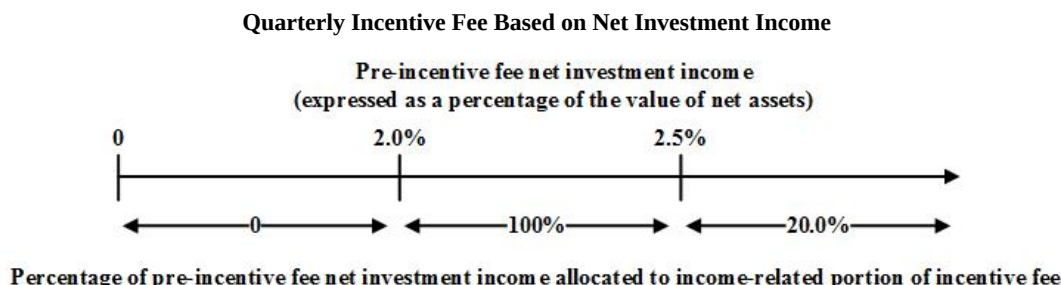 Quarterly Incentive Fee Based on Net Investment Income
Pre-incentive fee net investment income
(expressed as a percentage of the value of net assets)
0 2.0% 2.5%
0 100% 20.0%
Percentage of pre-incentive fee net investment income allocated to income-related portion of incentive fee